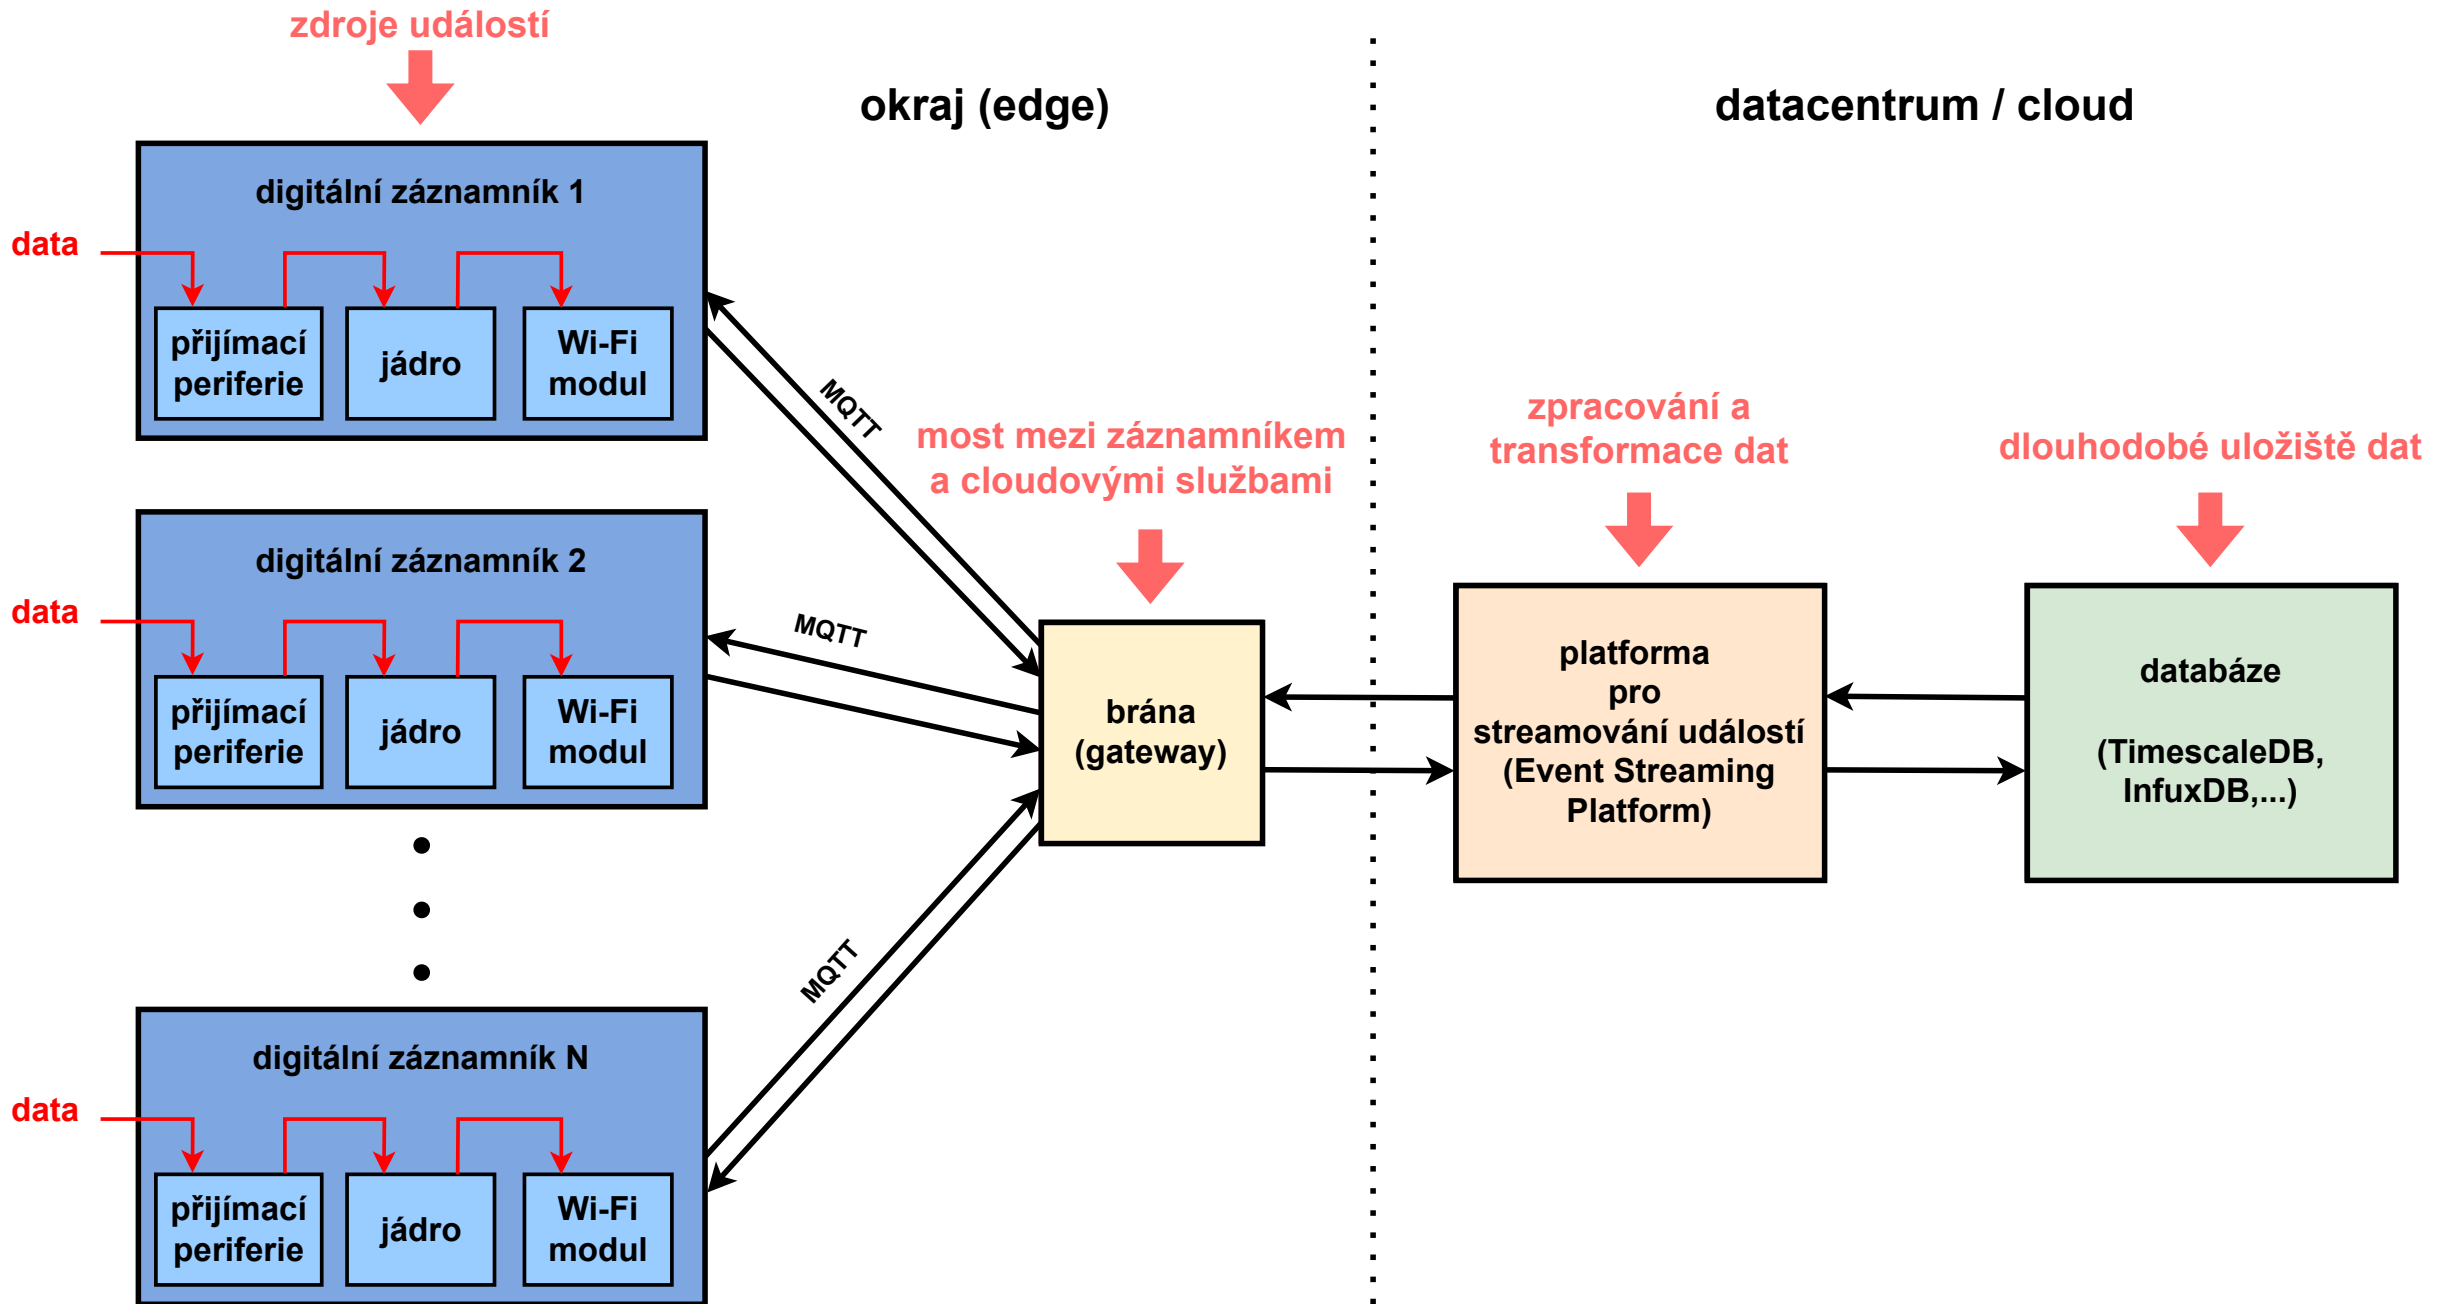 zdroje událostí
okraj (edge)
datacentrum / cloud
digitální záznamník 1
data
přijímací
periferie
jádro
Wi-Fi
modul
MQTT
digitální záznamník 2
data
přijímací
periferie
jádro
Wi-Fi
modul
MQTT
digitální záznamník N
data
přijímací
periferie
jádro
Wi-Fi
modul
MQTT
most mezi záznamníkem
a cloudovými službami
brána
(gateway)
zpracování a
transformace dat
platforma
pro
streamování událostí
(Event Streaming
Platform)
dlouhodobé uložiště dat
databáze
(TimescaleDB,
InfuxDB,...)